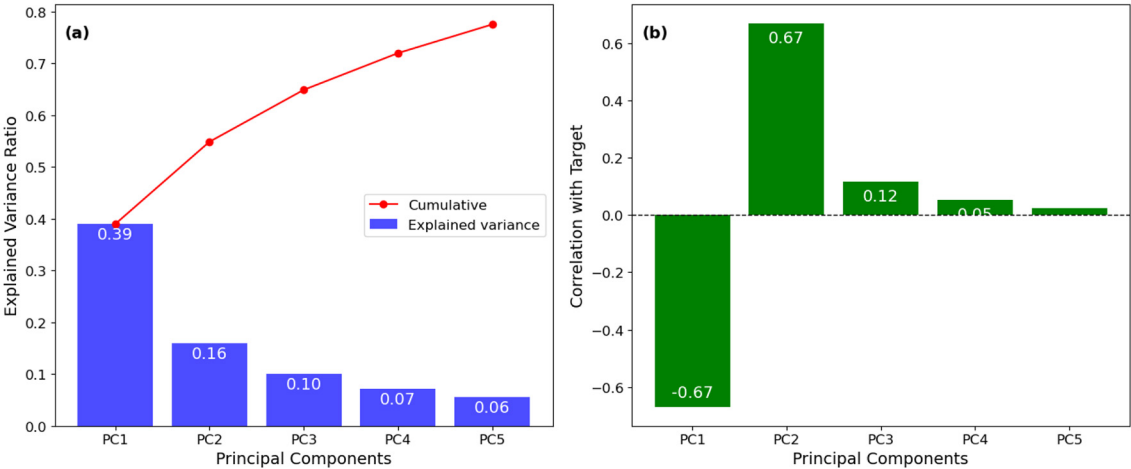 (a)
0.8
0.7
0.6
0.5
0.4
0.3
0.2
0.1
0.0
Explained Variance Ratio
Cumulative
Explained variance
0.39
0.16
0.10
0.07
0.06
PC1 PC2 PC3 PC4 PC5
Principal Components
(b)
0.6
0.4
0.2
0.0
−0.2
−0.4
−0.6
Correlation with Target
-0.67
0.67
0.12
0.05
PC1 PC2 PC3 PC4 PC5
Principal Components